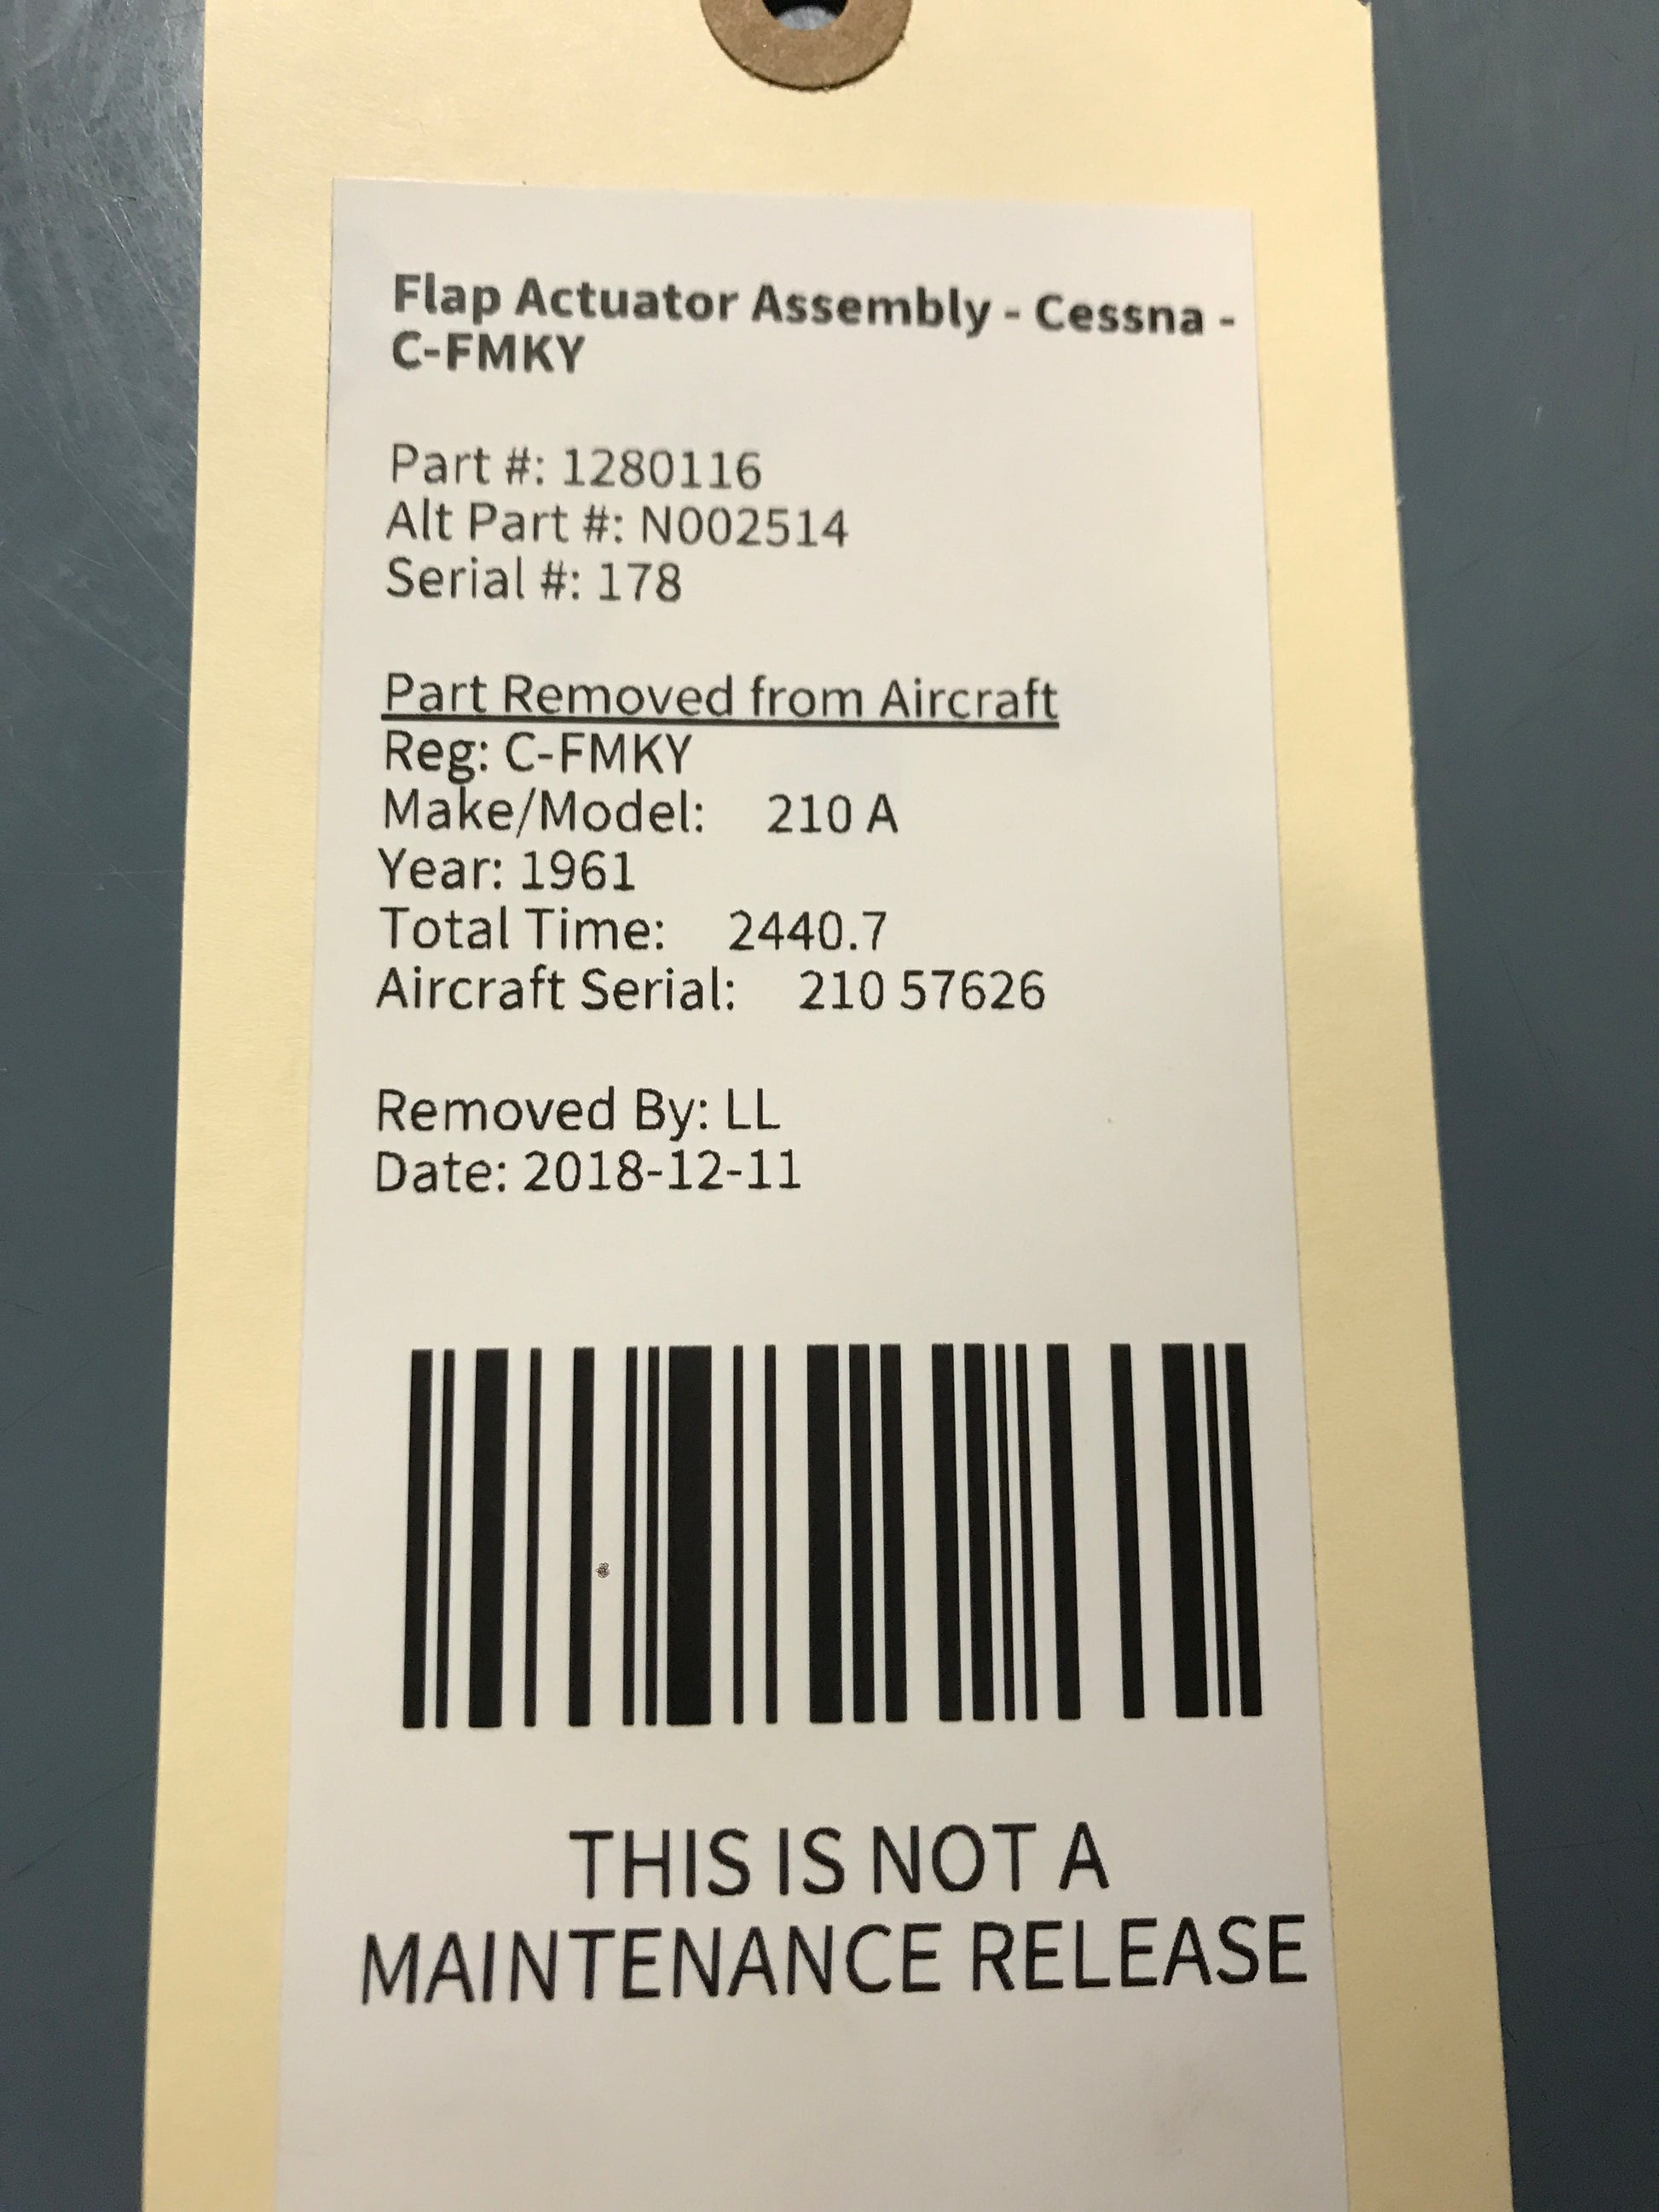 Flap Actuator Assembly - Cessna -
C-FMKY
Part #: 1280116
Alt Part #: N002514
Serial #: 178
Part Removed from Aircraft
Reg: C-FMKY
Make/Model: 210 A
Year: 1961
Total Time: 2440.7
Aircraft Serial: 210 57626
Removed By: LL
Date: 2018-12-11
THIS IS NOT A
MAINTENANCE RELEASE